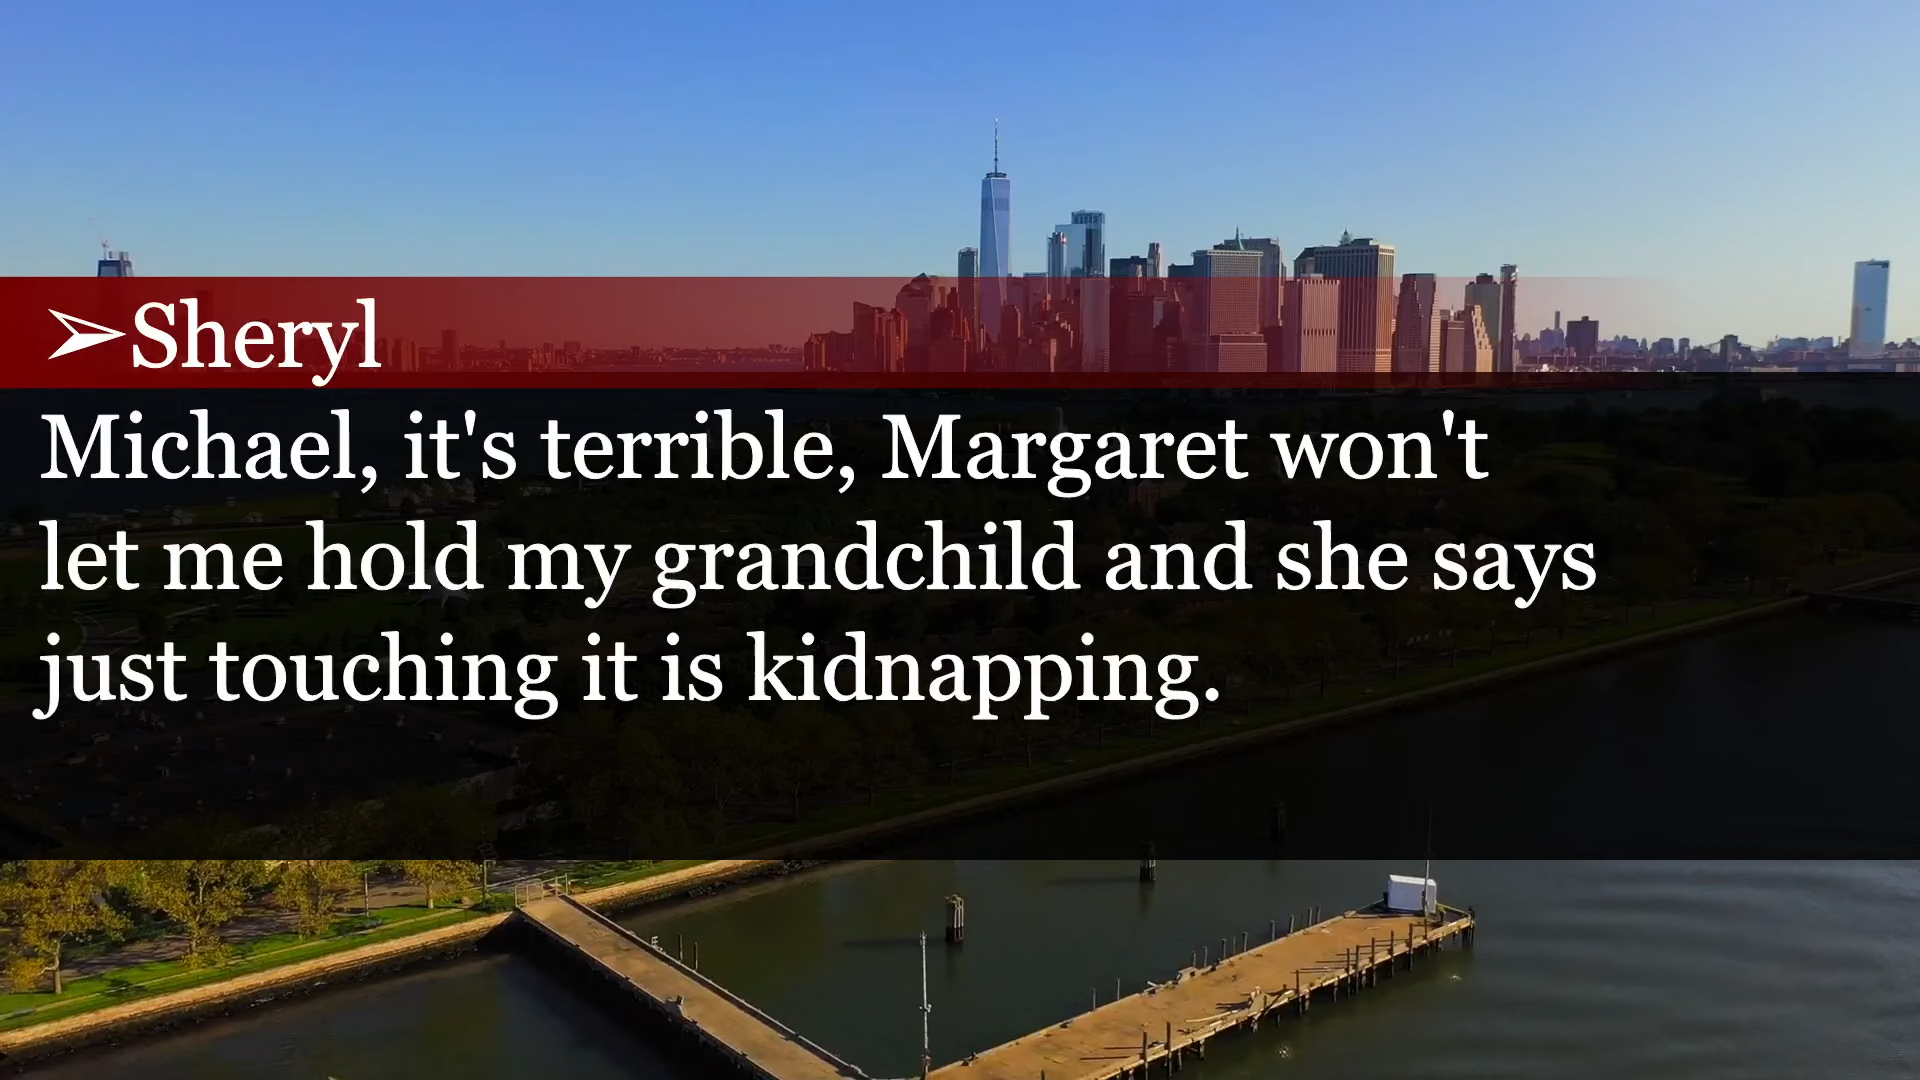 ➢Sheryl
Michael, it's terrible, Margaret won't
let me hold my grandchild and she says
just touching it is kidnapping.